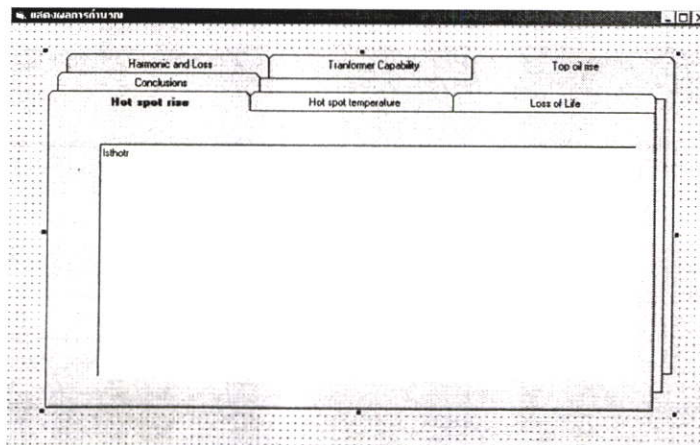 แสดงผลการคำนวณ
Harmonic and Loss
Tranformer Capability
Top oil rise
Conclusions
Hot spot rise
Hot spot temperature
Loss of Life
lsthotr